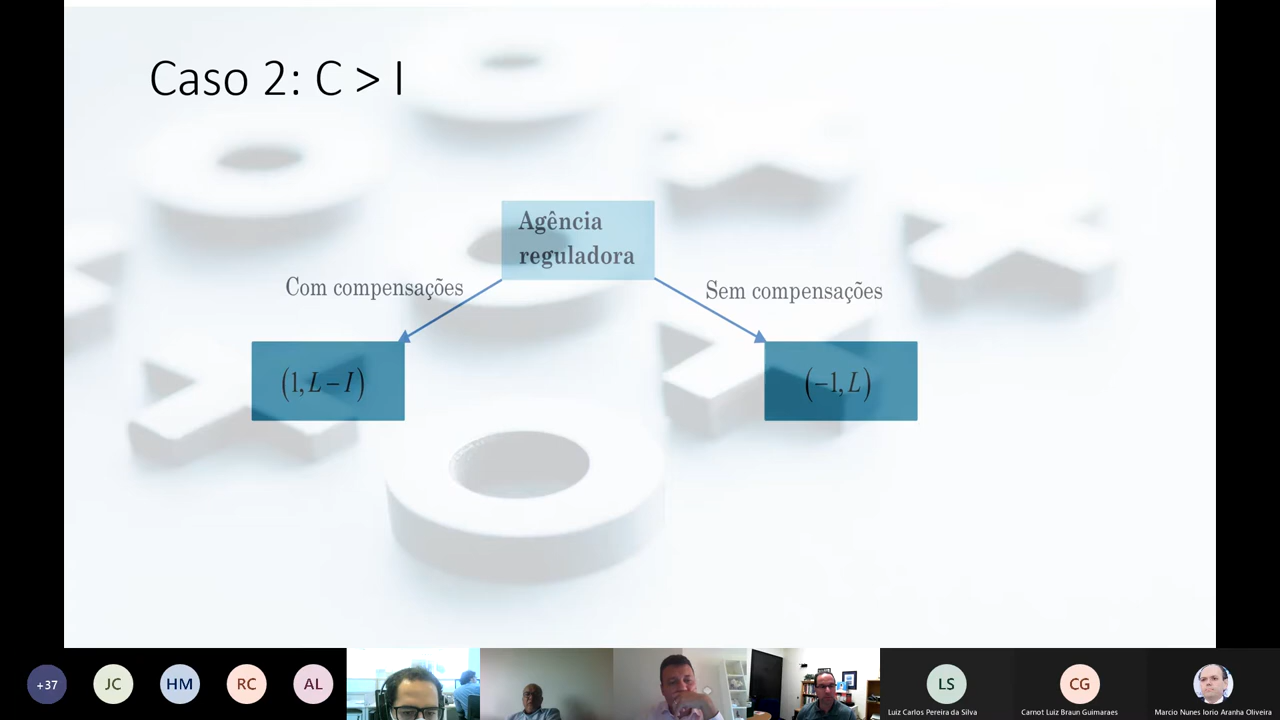 Caso 2: C > I
Agência
reguladora
Com compensações
Sem compensações
(1, L – I)
(–1, L)
+37
JC
HM
RC
AL
LS
CG
Luiz Carlos Pereira da Silva
Carnot Luiz Braun Guimaraes
Marcio Nunes Iorio Aranha Oliveira